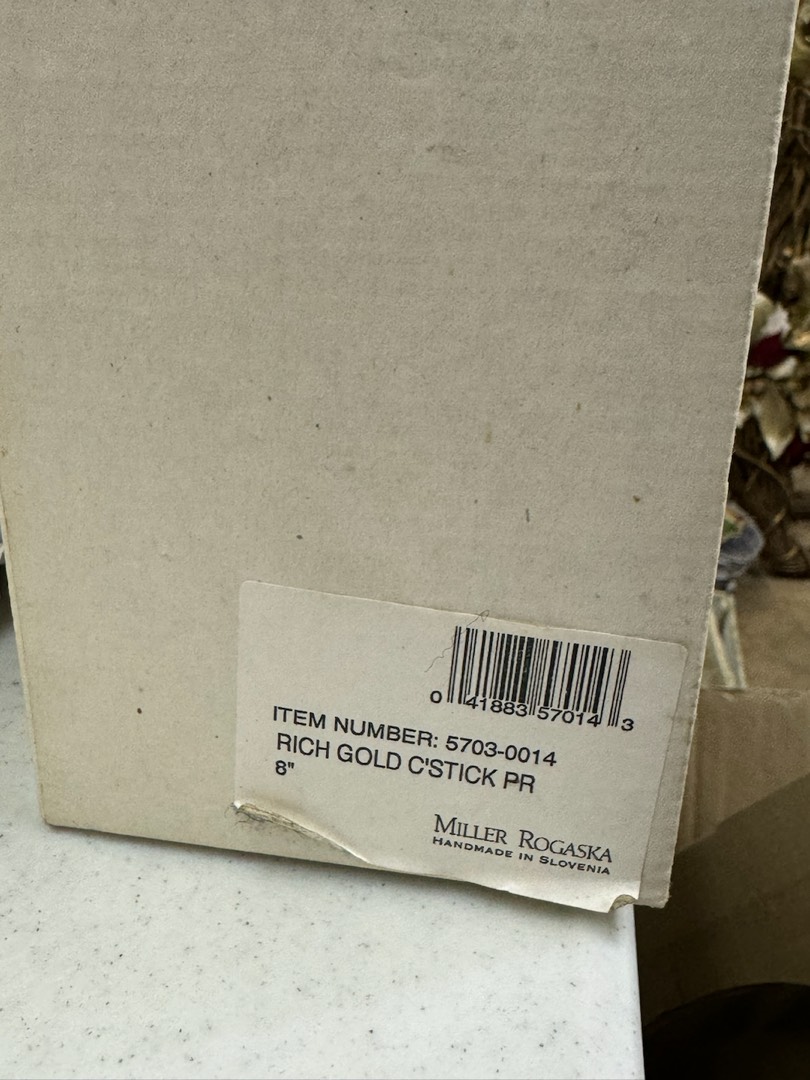 0 41883 57014 3
ITEM NUMBER: 5703-0014
RICH GOLD C'STICK PR
8"
MILLER ROGASKA
HANDMADE IN SLOVENIA